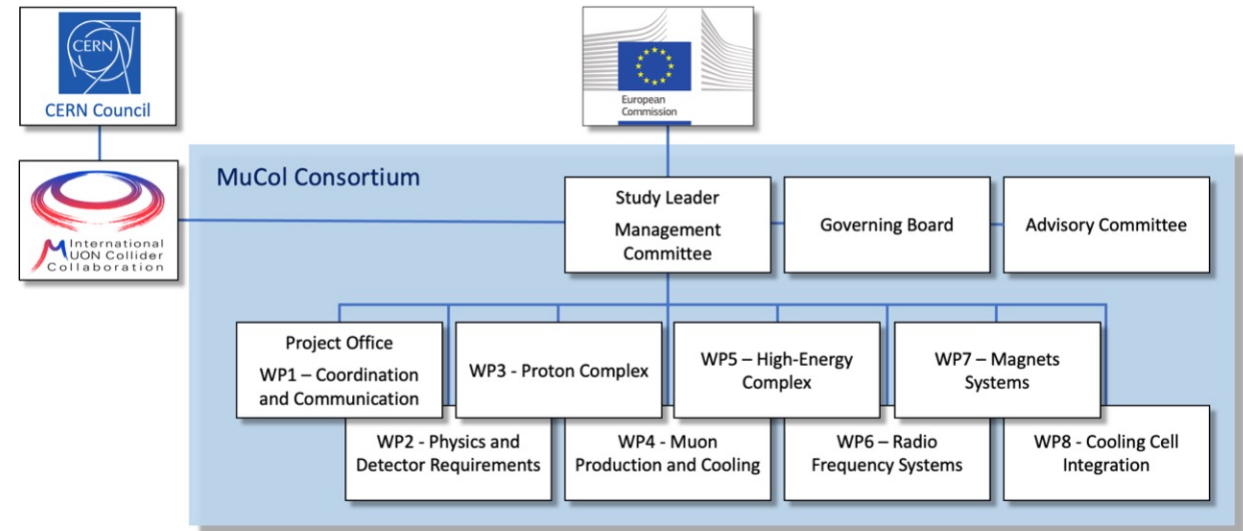 CERN
CERN Council
European
Commission
International
MUON Collider
Collaboration
MuCol Consortium
Study Leader
Management
Committee
Governing Board
Advisory Committee
Project Office
WP1 – Coordination
and Communication
WP3 - Proton Complex
WP5 – High-Energy
Complex
WP7 – Magnets
Systems
WP2 - Physics and
Detector Requirements
WP4 - Muon
Production and Cooling
WP6 – Radio
Frequency Systems
WP8 - Cooling Cell
Integration